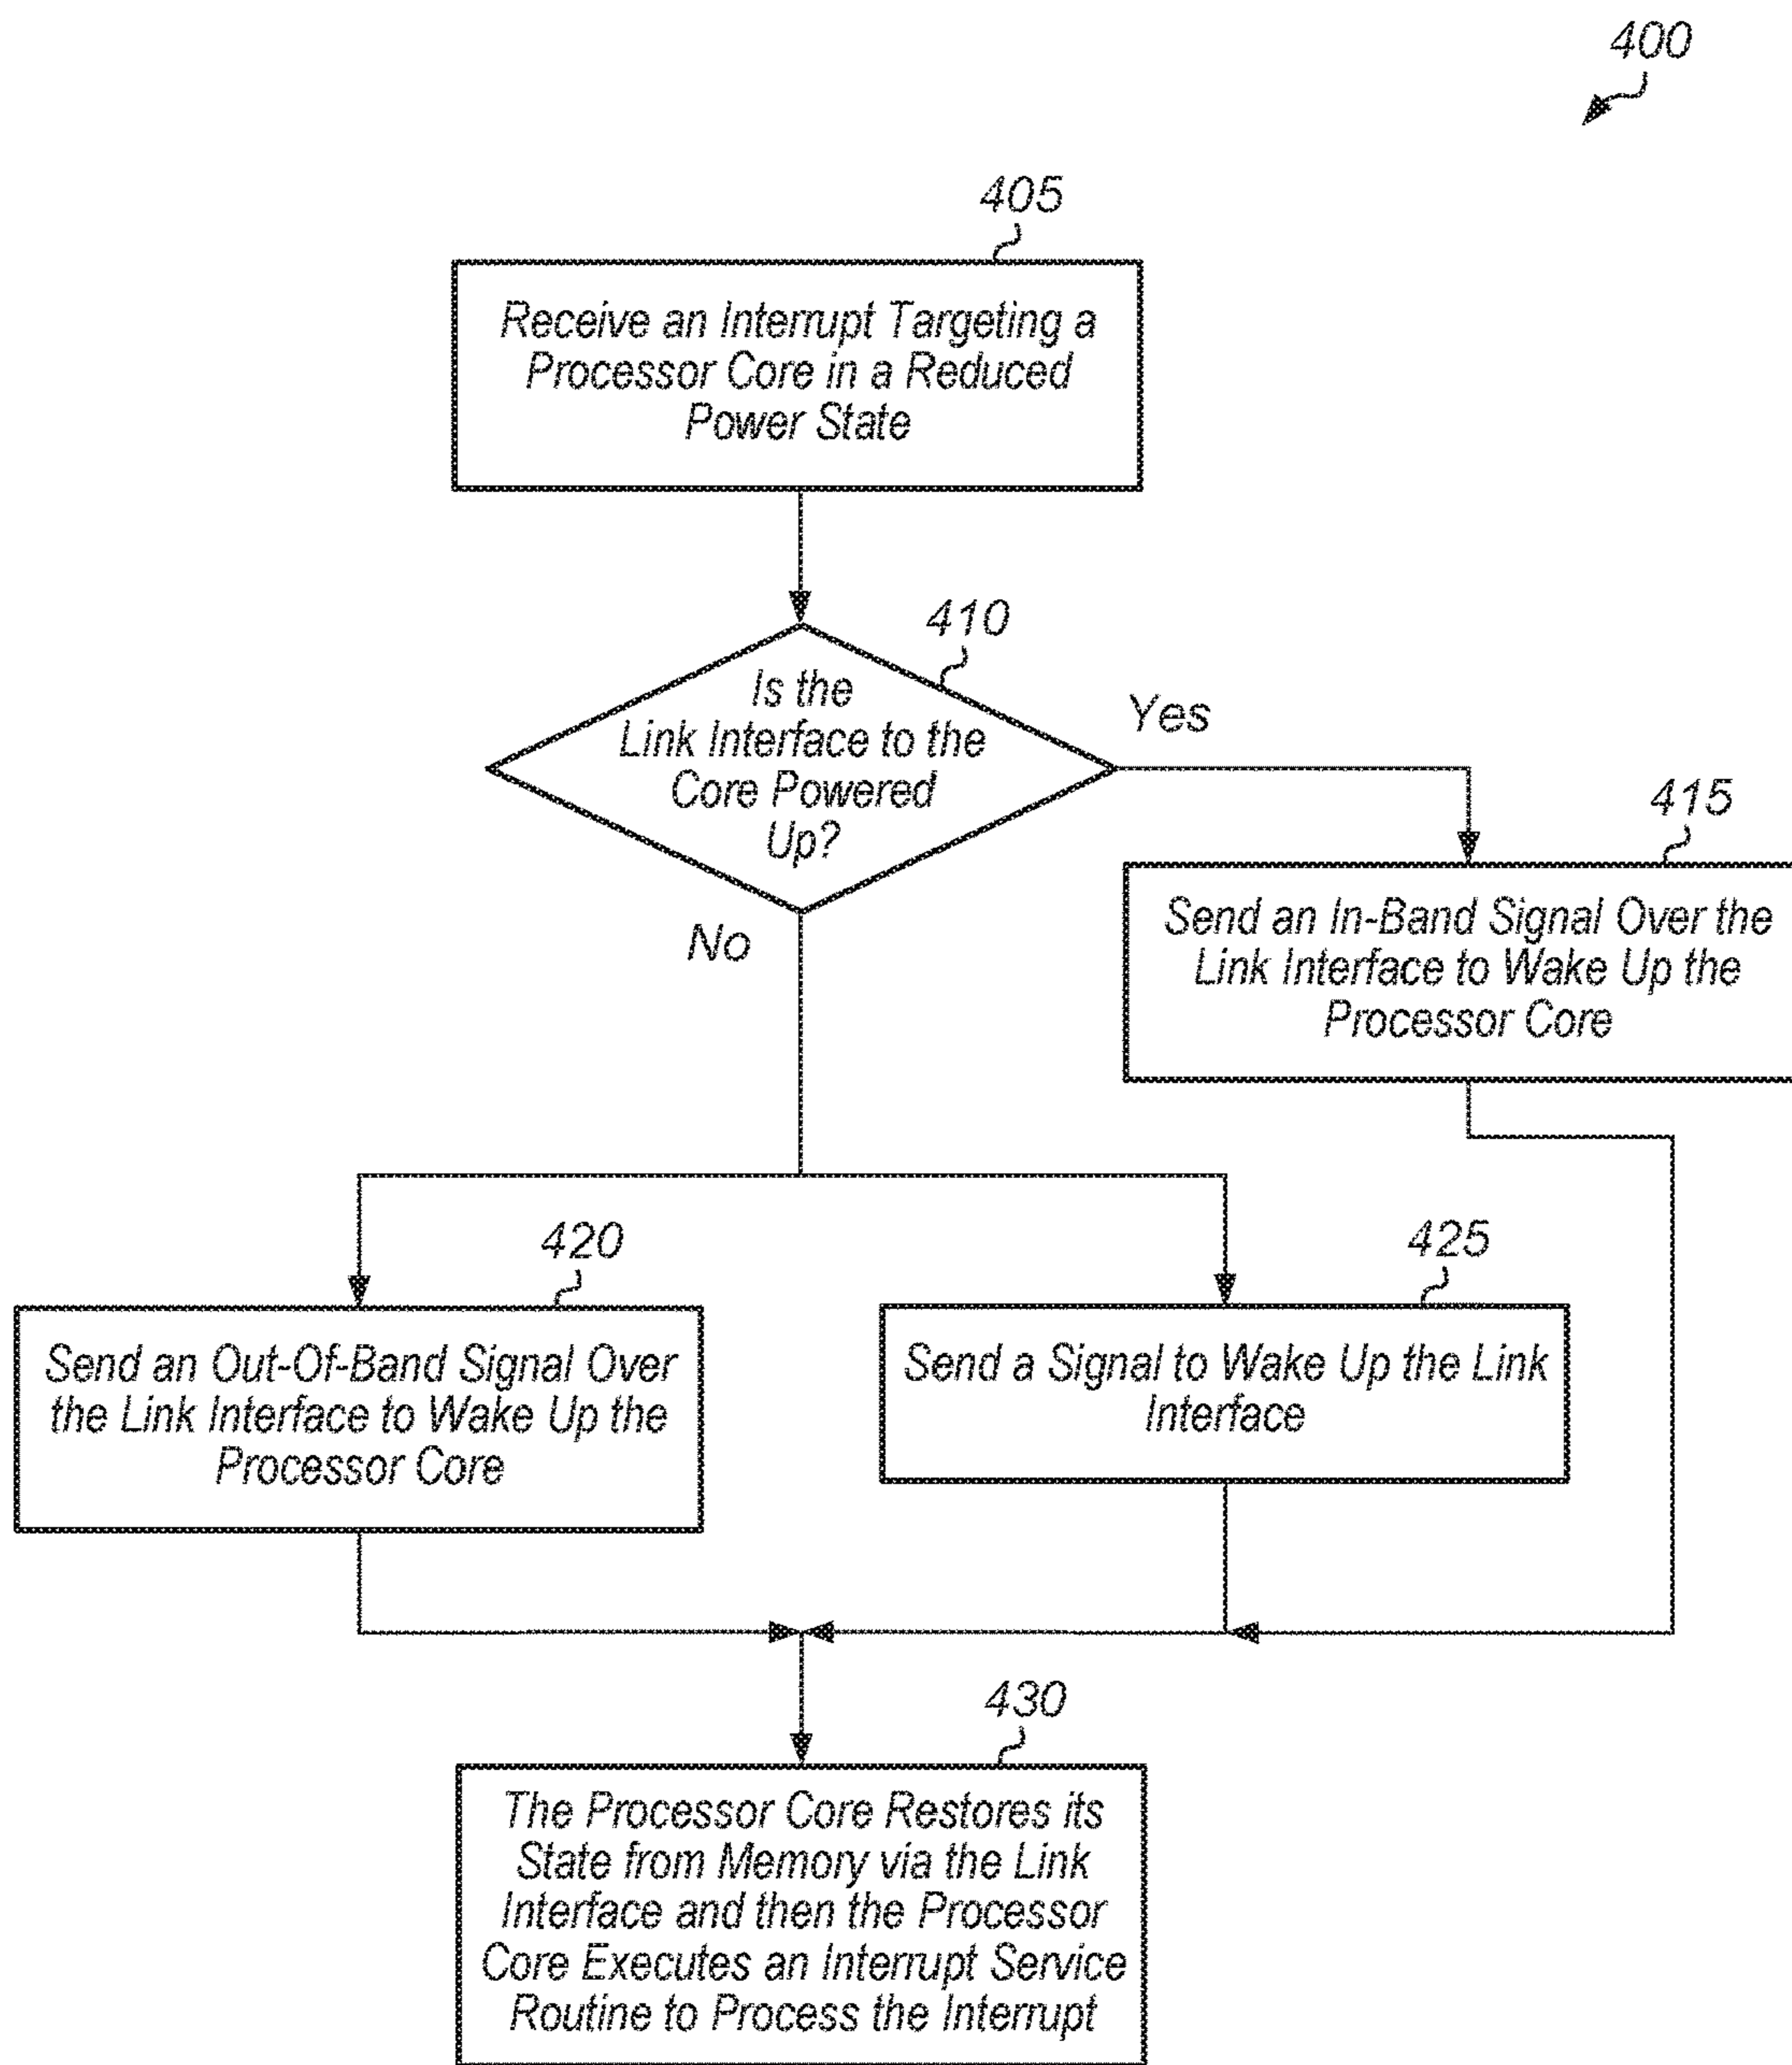 400
405
Receive an Interrupt Targeting a
Processor Core in a Reduced
Power State
410
Is the
Link Interface to the
Core Powered
Up?
Yes
No
415
Send an In-Band Signal Over the
Link Interface to Wake Up the
Processor Core
420
Send an Out-Of-Band Signal Over
the Link Interface to Wake Up the
Processor Core
425
Send a Signal to Wake Up the Link
Interface
430
The Processor Core Restores its
State from Memory via the Link
Interface and then the Processor
Core Executes an Interrupt Service
Routine to Process the Interrupt